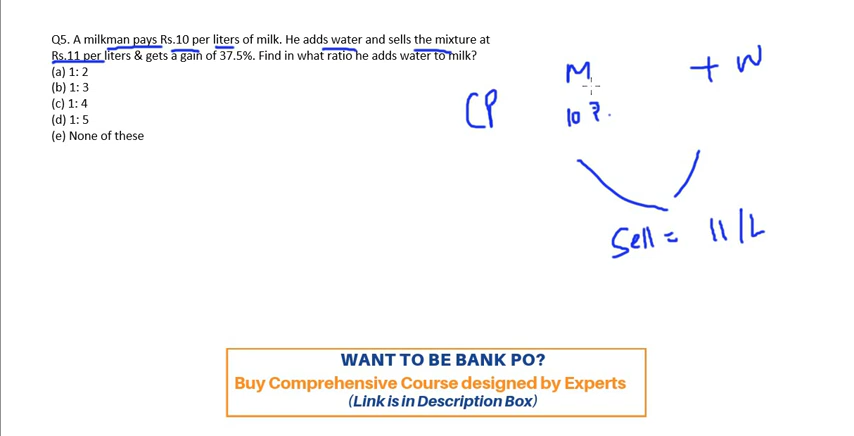 Q5. A milkman pays Rs.10 per liters of milk. He adds water and sells the mixture at
Rs.11 per liters & gets a gain of 37.5%. Find in what ratio he adds water to milk?
(a) 1: 2
(b) 1: 3
(c) 1: 4
(d) 1: 5
(e) None of these
M + W
CP 10 ₹.
Sell = 11/L
WANT TO BE BANK PO?
Buy Comprehensive Course designed by Experts
(Link is in Description Box)